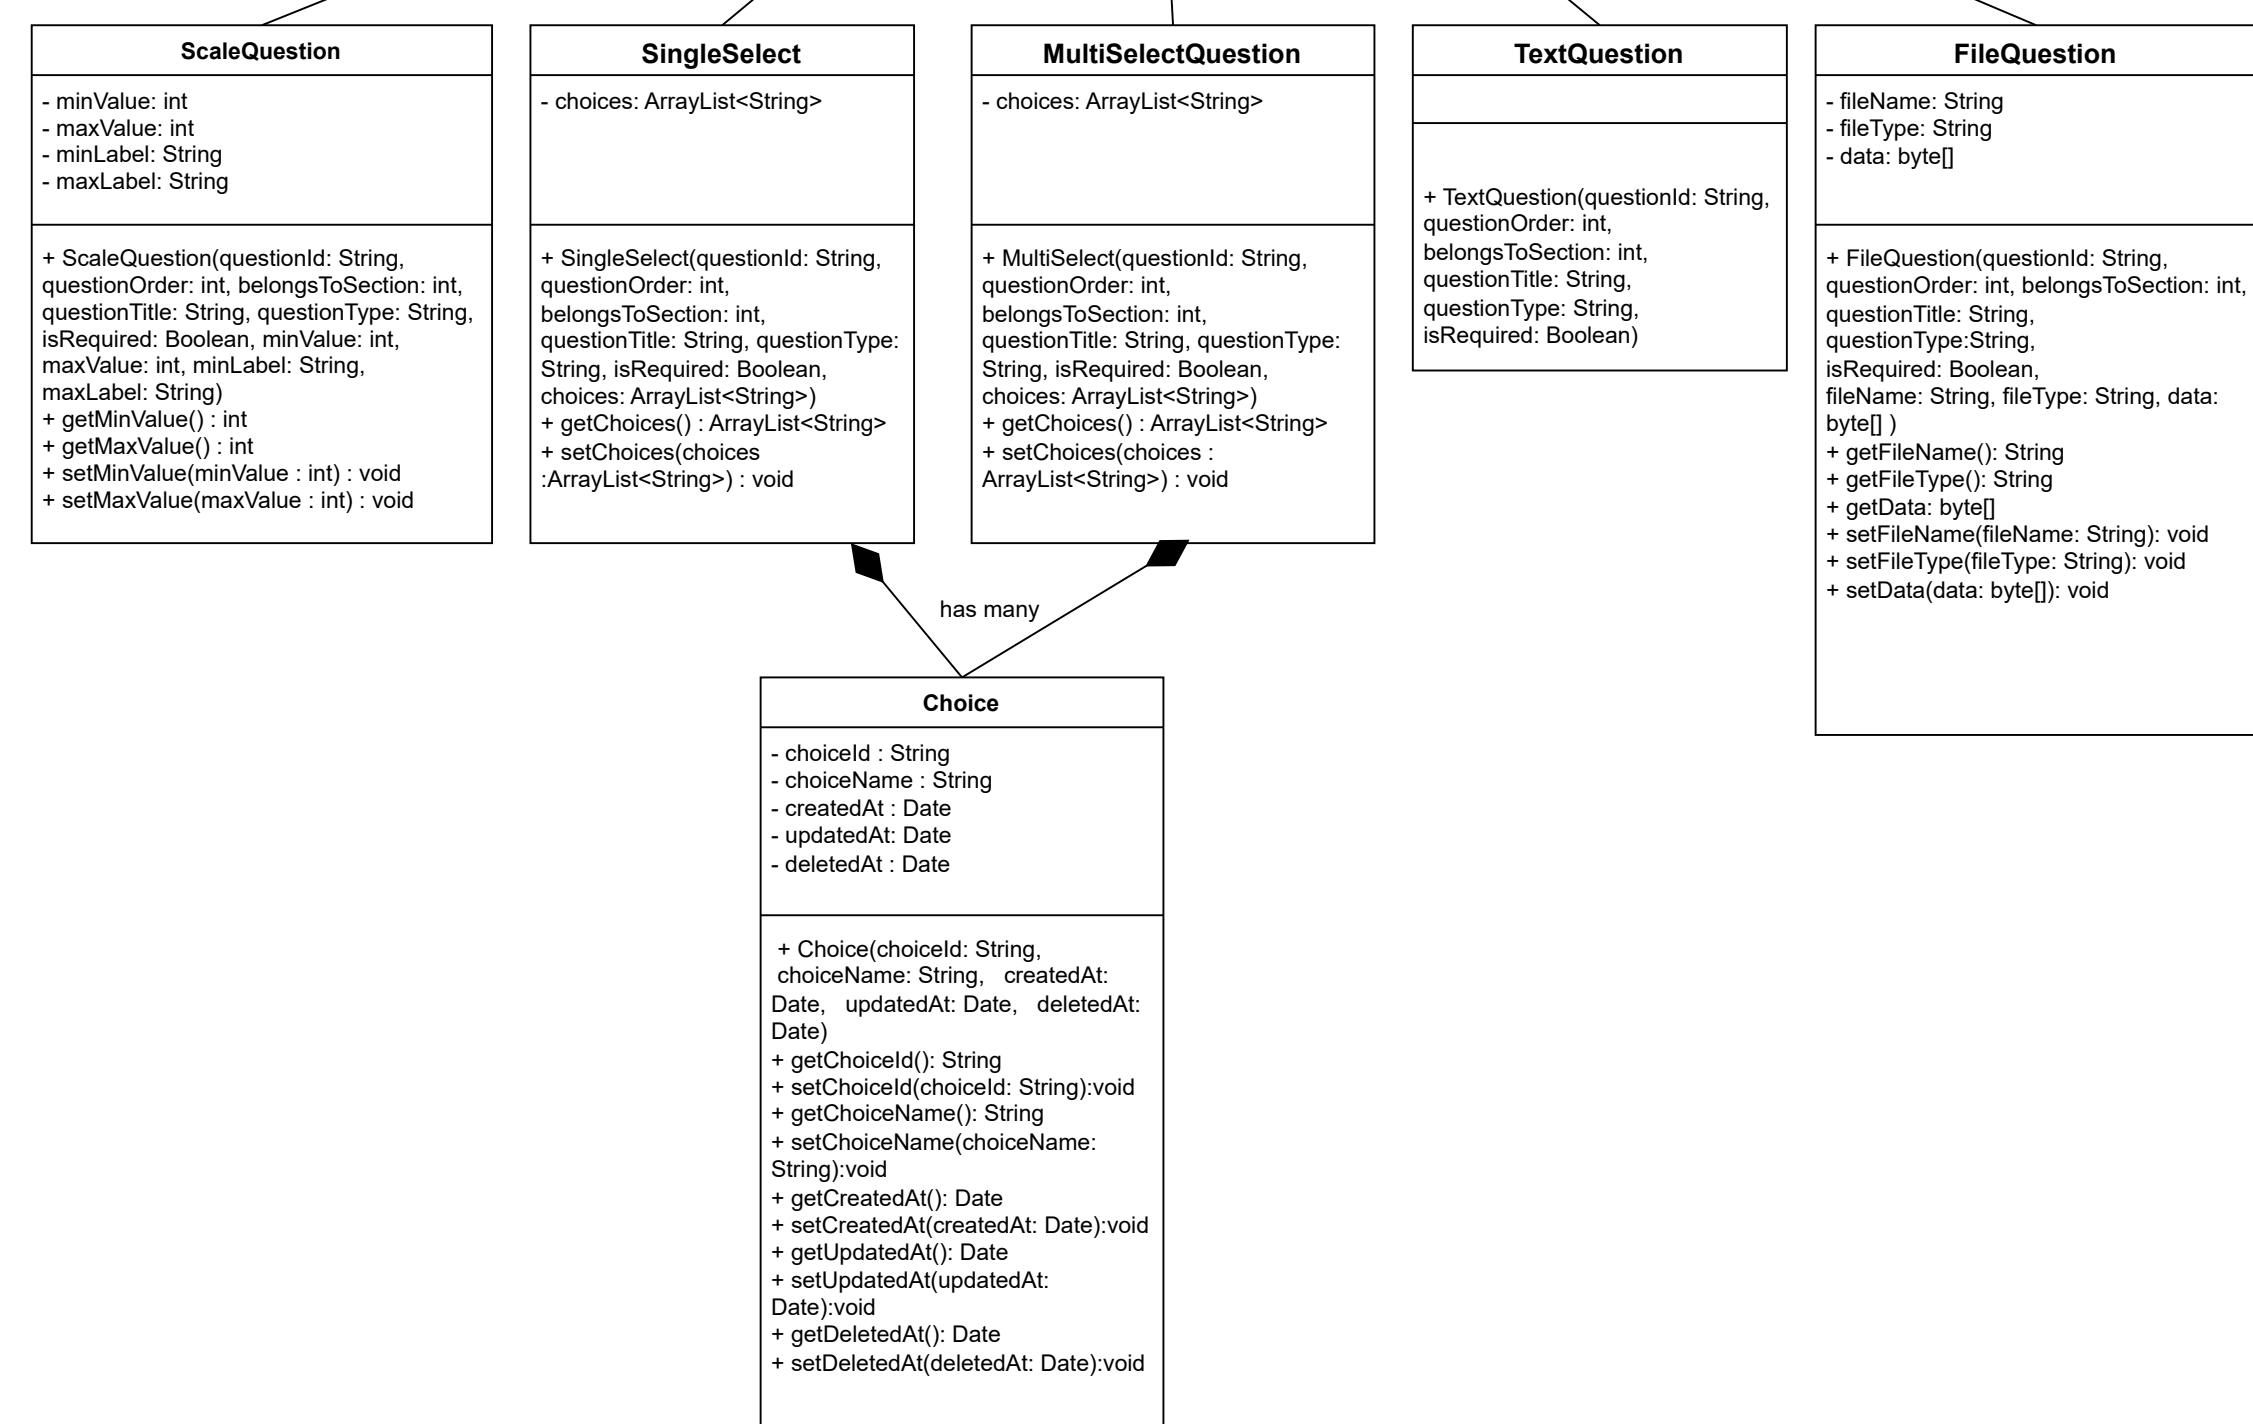 ScaleQuestion
- minValue: int
- maxValue: int
- minLabel: String
- maxLabel: String
+ ScaleQuestion(questionId: String,
questionOrder: int, belongsToSection: int,
questionTitle: String, questionType: String,
isRequired: Boolean, minValue: int,
maxValue: int, minLabel: String,
maxLabel: String)
+ getMinValue() : int
+ getMaxValue() : int
+ setMinValue(minValue : int) : void
+ setMaxValue(maxValue : int) : void
SingleSelect
- choices: ArrayList<String>
+ SingleSelect(questionId: String,
questionOrder: int,
belongsToSection: int,
questionTitle: String, questionType:
String, isRequired: Boolean,
choices: ArrayList<String>)
+ getChoices() : ArrayList<String>
+ setChoices(choices
:ArrayList<String>) : void
MultiSelectQuestion
- choices: ArrayList<String>
+ MultiSelect(questionId: String,
questionOrder: int,
belongsToSection: int,
questionTitle: String, questionType:
String, isRequired: Boolean,
choices: ArrayList<String>)
+ getChoices() : ArrayList<String>
+ setChoices(choices :
ArrayList<String>) : void
TextQuestion
+ TextQuestion(questionId: String,
questionOrder: int,
belongsToSection: int,
questionTitle: String,
questionType: String,
isRequired: Boolean)
FileQuestion
- fileName: String
- fileType: String
- data: byte[]
+ FileQuestion(questionId: String,
questionOrder: int, belongsToSection: int,
questionTitle: String,
questionType:String,
isRequired: Boolean,
fileName: String, fileType: String, data:
byte[] )
+ getFileName(): String
+ getFileType(): String
+ getData: byte[]
+ setFileName(fileName: String): void
+ setFileType(fileType: String): void
+ setData(data: byte[]): void
has many
Choice
- choiceId : String
- choiceName : String
- createdAt : Date
- updatedAt: Date
- deletedAt : Date
+ Choice(choiceId: String,
choiceName: String, createdAt:
Date, updatedAt: Date, deletedAt:
Date)
+ getChoiceId(): String
+ setChoiceId(choiceId: String):void
+ getChoiceName(): String
+ setChoiceName(choiceName:
String):void
+ getCreatedAt(): Date
+ setCreatedAt(createdAt: Date):void
+ getUpdatedAt(): Date
+ setUpdatedAt(updatedAt:
Date):void
+ getDeletedAt(): Date
+ setDeletedAt(deletedAt: Date):void